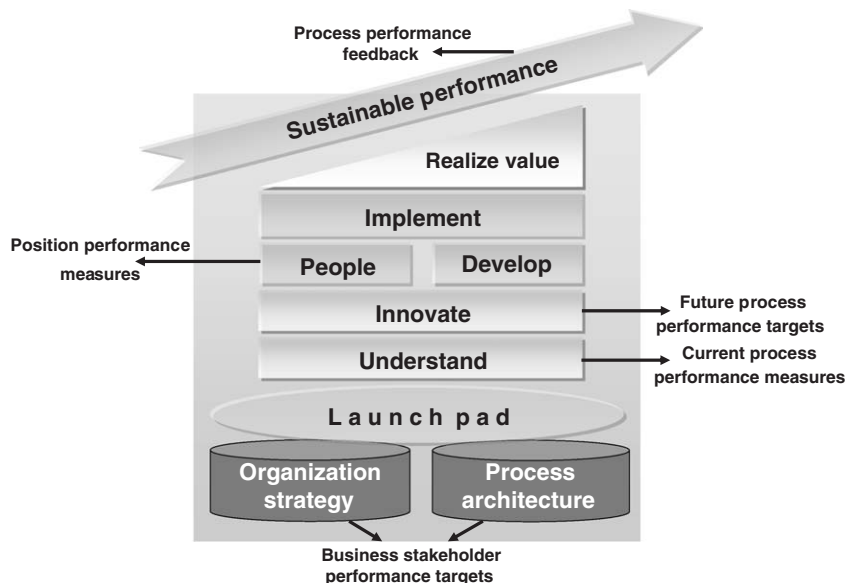 Process performance
feedback
Sustainable performance
Realize value
Implement
Position performance
measures
People
Develop
Innovate
Future process
performance targets
Understand
Current process
performance measures
Launch pad
Organization
strategy
Process
architecture
Business stakeholder
performance targets